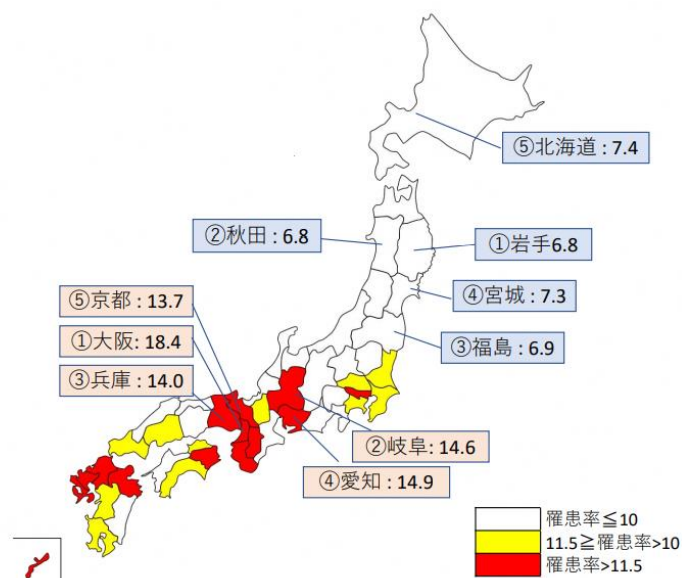 ⑤北海道 : 7.4
②秋田 : 6.8
①岩手6.8
④宮城 : 7.3
⑤京都 : 13.7
①大阪: 18.4
③福島 : 6.9
③兵庫 : 14.0
②岐阜 : 14.6
④愛知 : 14.9
罹患率≦10
11.5≧罹患率>10
罹患率>11.5